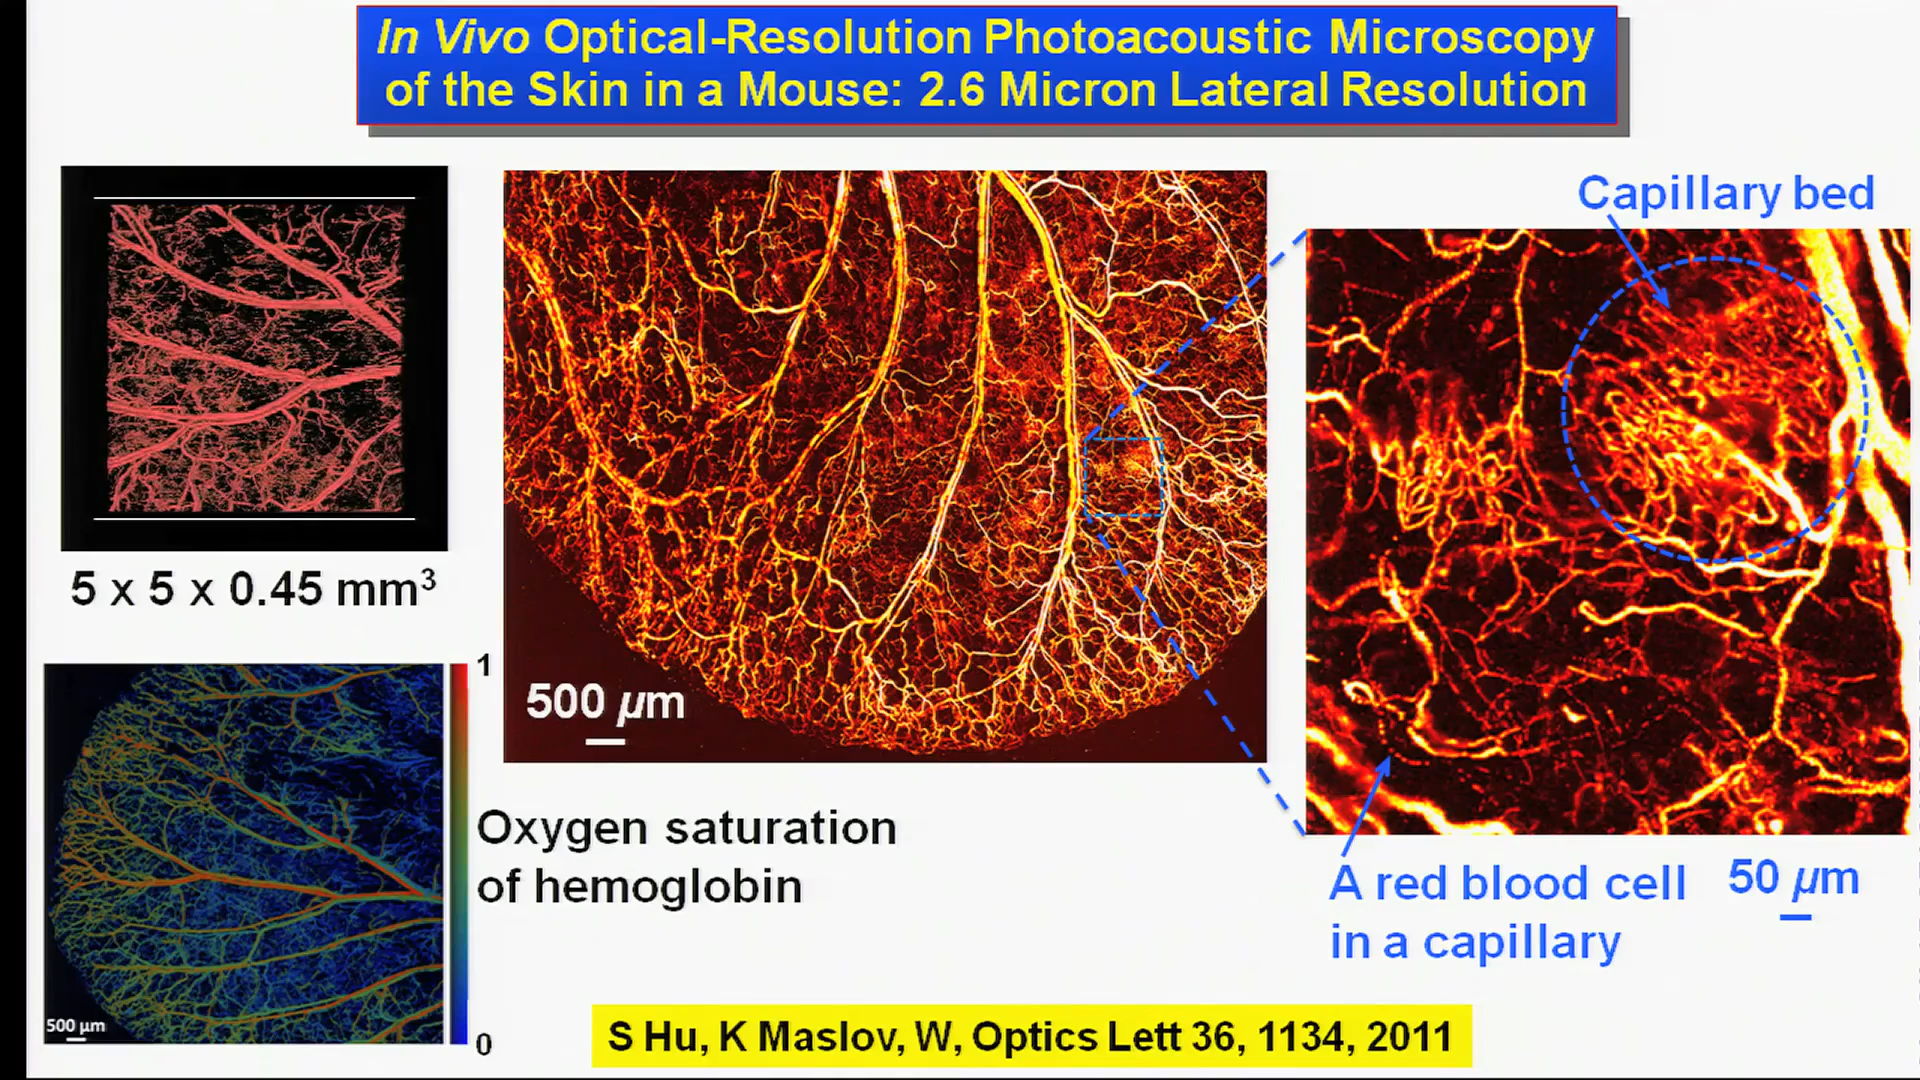 In Vivo Optical-Resolution Photoacoustic Microscopy
of the Skin in a Mouse: 2.6 Micron Lateral Resolution
5 x 5 x 0.45 mm³
500 µm
Capillary bed
A red blood cell
in a capillary
50 µm
1
0
500 µm
Oxygen saturation
of hemoglobin
S Hu, K Maslov, W, Optics Lett 36, 1134, 2011